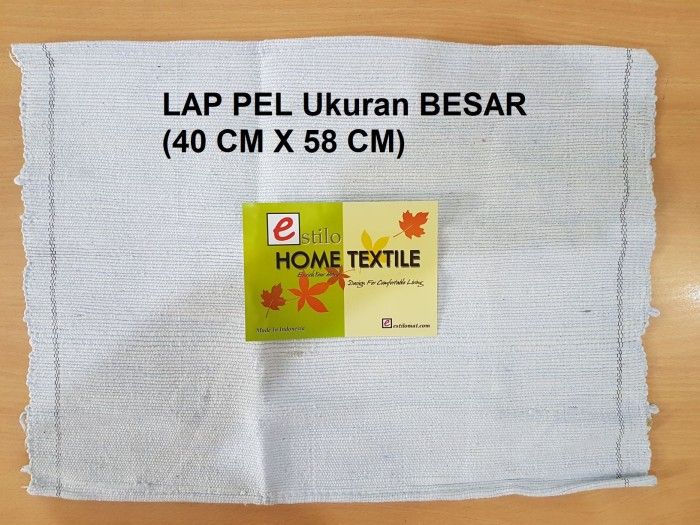 LAP PEL Ukuran BESAR
(40 CM X 58 CM)
estilo
HOME TEXTILE
Design For Comfortable Living
Made In Indonesia
e estilomat.com